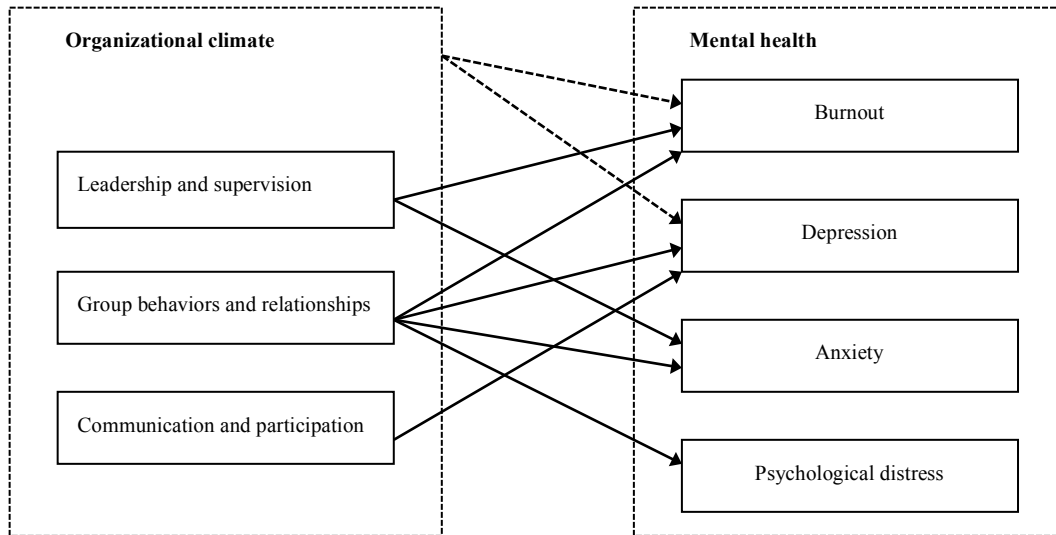 Organizational climate
Leadership and supervision
Group behaviors and relationships
Communication and participation
Mental health
Burnout
Depression
Anxiety
Psychological distress